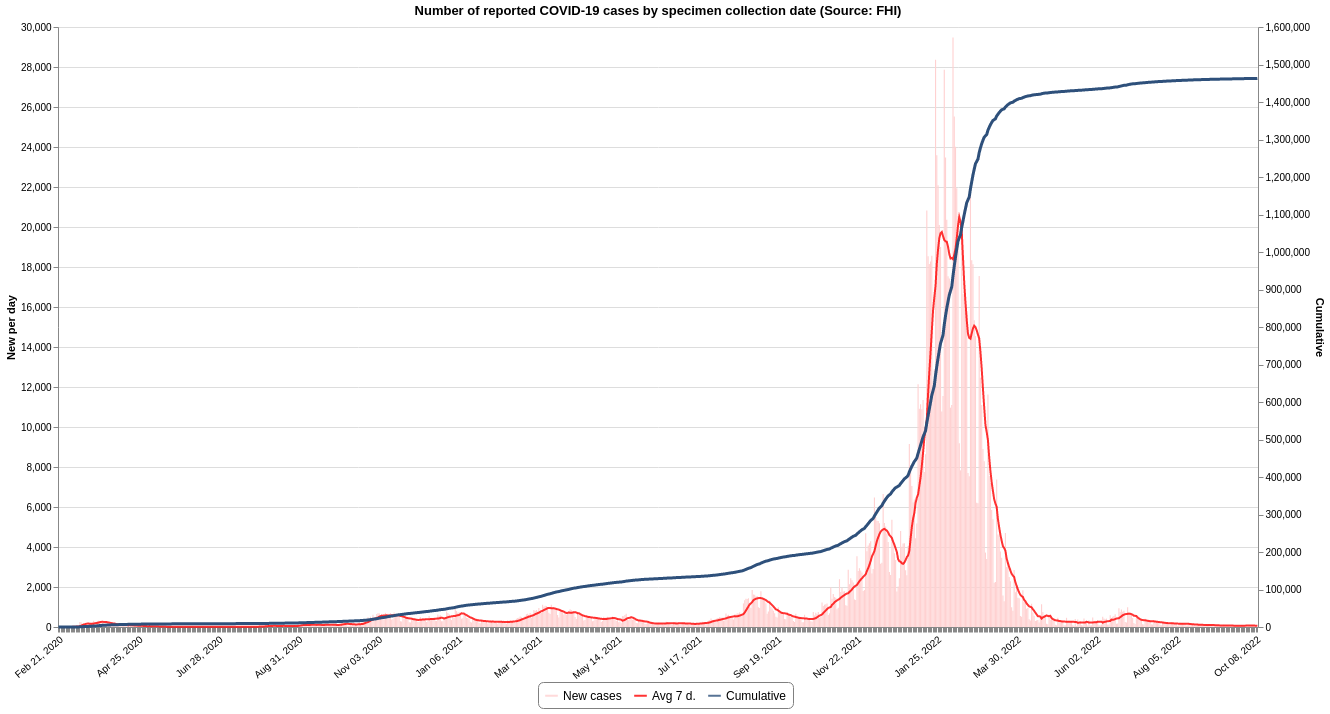 Number of reported COVID-19 cases by specimen collection date (Source: FHI)
30,000
28,000
26,000
24,000
22,000
20,000
18,000
16,000
14,000
12,000
10,000
8,000
6,000
4,000
2,000
0
New per day
1,600,000
1,500,000
1,400,000
1,300,000
1,200,000
1,100,000
1,000,000
900,000
800,000
700,000
600,000
500,000
400,000
300,000
200,000
100,000
0
Cumulative
Feb 21, 2020
Apr 25, 2020
Jun 28, 2020
Aug 31, 2020
Nov 03, 2020
Jan 06, 2021
Mar 11, 2021
May 14, 2021
Jul 17, 2021
Sep 19, 2021
Nov 22, 2021
Jan 25, 2022
Mar 30, 2022
Jun 02, 2022
Aug 05, 2022
Oct 08, 2022
New cases Avg 7 d. Cumulative